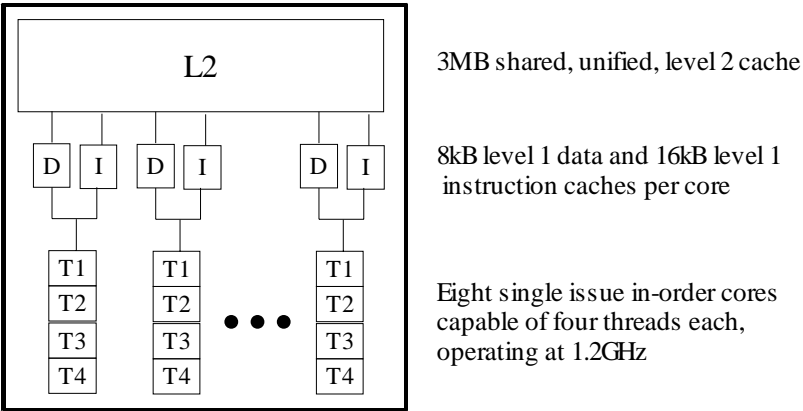 L2
3MB shared, unified, level 2 cache
D I D I D I
8kB level 1 data and 16kB level 1
instruction caches per core
T1 T1 T1
T2 T2 T2
T3 T3 T3
T4 T4 T4
Eight single issue in-order cores
capable of four threads each,
operating at 1.2GHz